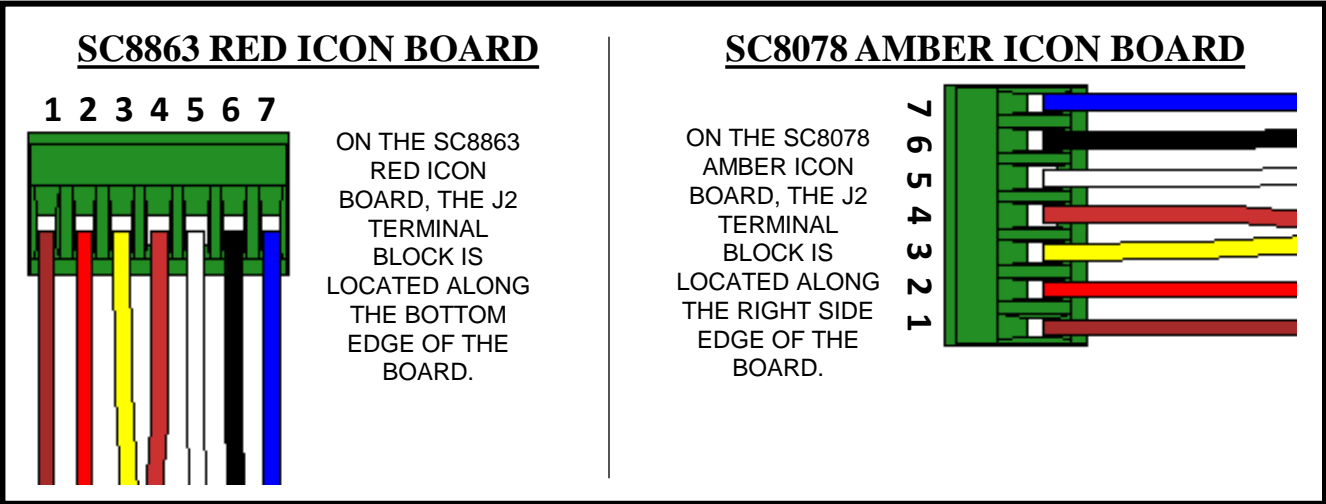 SC8863 RED ICON BOARD
1 2 3 4 5 6 7
ON THE SC8863
RED ICON
BOARD, THE J2
TERMINAL
BLOCK IS
LOCATED ALONG
THE BOTTOM
EDGE OF THE
BOARD.
SC8078 AMBER ICON BOARD
ON THE SC8078
AMBER ICON
BOARD, THE J2
TERMINAL
BLOCK IS
LOCATED ALONG
THE RIGHT SIDE
EDGE OF THE
BOARD.
7
6
5
4
3
2
1